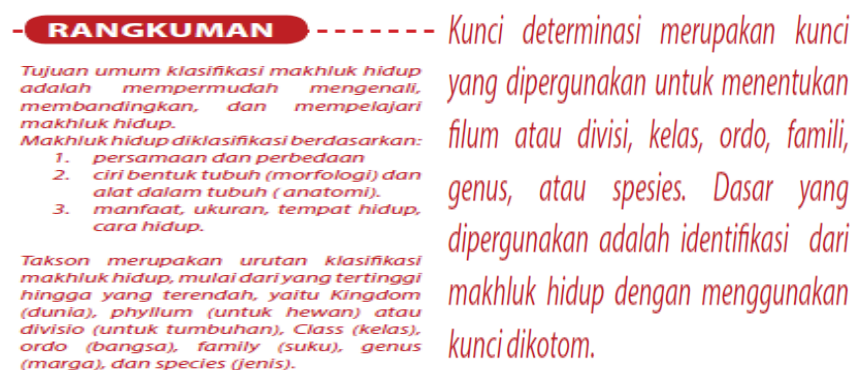 RANGKUMAN
Tujuan umum klasifikasi makhluk hidup
adalah mempermudah mengenali,
membandingkan, dan mempelajari
makhluk hidup.
Makhluk hidup diklasifikasi berdasarkan:
1. persamaan dan perbedaan
2. ciri bentuk tubuh (morfologi) dan
alat dalam tubuh ( anatomi).
3. manfaat, ukuran, tempat hidup,
cara hidup.
Takson merupakan urutan klasifikasi
makhluk hidup, mulai dari yang tertinggi
hingga yang terendah, yaitu Kingdom
(dunia), phyllum (untuk hewan) atau
divisio (untuk tumbuhan), Class (kelas),
ordo (bangsa), family (suku), genus
(marga), dan species (jenis).
Kunci determinasi merupakan kunci
yang dipergunakan untuk menentukan
filum atau divisi, kelas, ordo, famili,
genus, atau spesies. Dasar yang
dipergunakan adalah identifikasi dari
makhluk hidup dengan menggunakan
kunci dikotom.